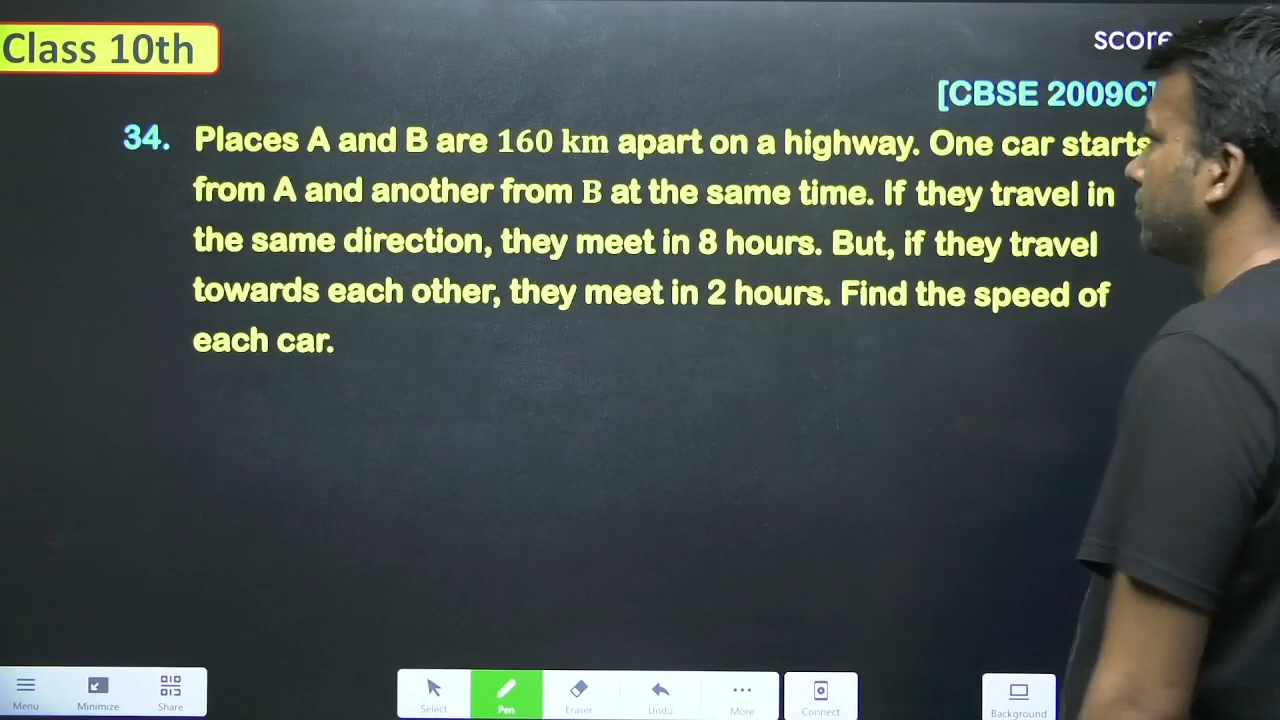 Class 10th
score
[CBSE 2009C]
34. Places A and B are 160 km apart on a highway. One car starts
from A and another from B at the same time. If they travel in
the same direction, they meet in 8 hours. But, if they travel
towards each other, they meet in 2 hours. Find the speed of
each car.
Menu
Minimize
Share
Select
Pen
Eraser
Undo
More
Connect
Background